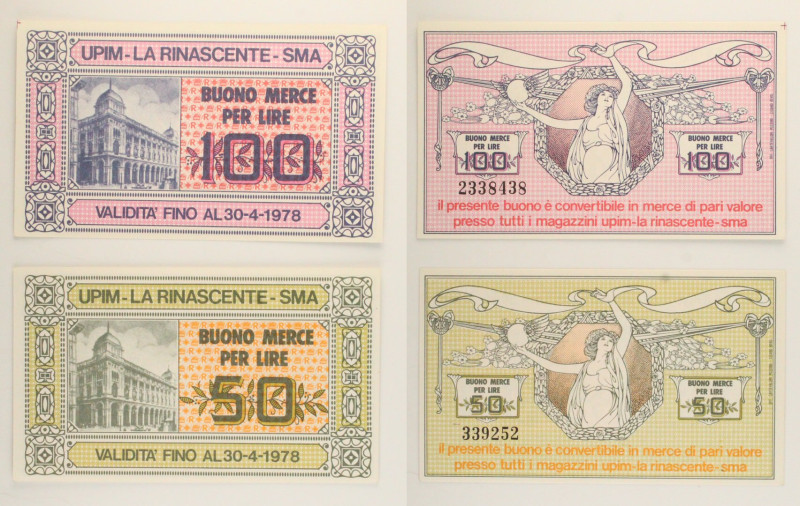 UPIM-LA RINASCENTE-SMA
BUONO MERCE
PER LIRE
100
VALIDITA' FINO AL 30-4-1978
BUONO MERCE
PER LIRE
100
BUONO MERCE
PER LIRE
100
2338438
il presente buono è convertibile in merce di pari valore
presso tutti i magazzini upim-la rinascente-sma
UPIM-LA RINASCENTE-SMA
BUONO MERCE
PER LIRE
50
VALIDITA' FINO AL 30-4-1978
BUONO MERCE
PER LIRE
50
BUONO MERCE
PER LIRE
50
339252
il presente buono è convertibile in merce di pari valore
presso tutti i magazzini upim-la rinascente-sma